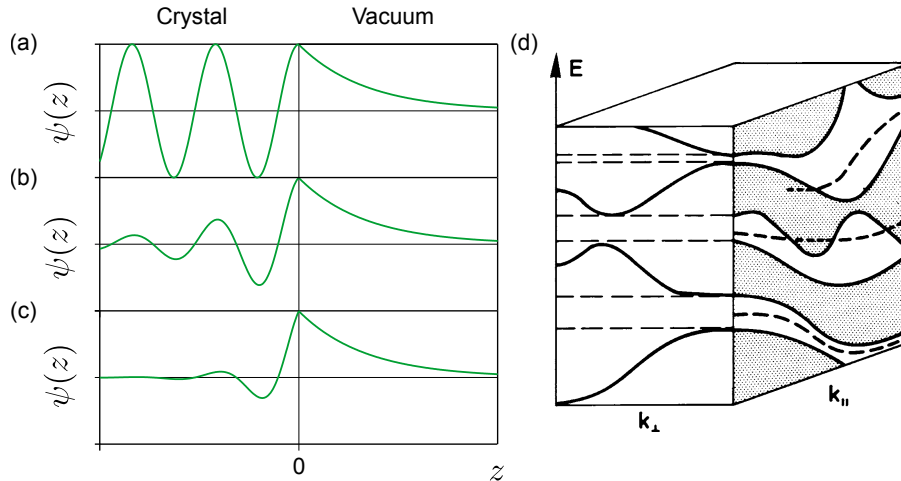 Crystal Vacuum
(a)
ψ(z)
(b)
ψ(z)
(c)
ψ(z)
0 z
(d)
E
k⊥
k||